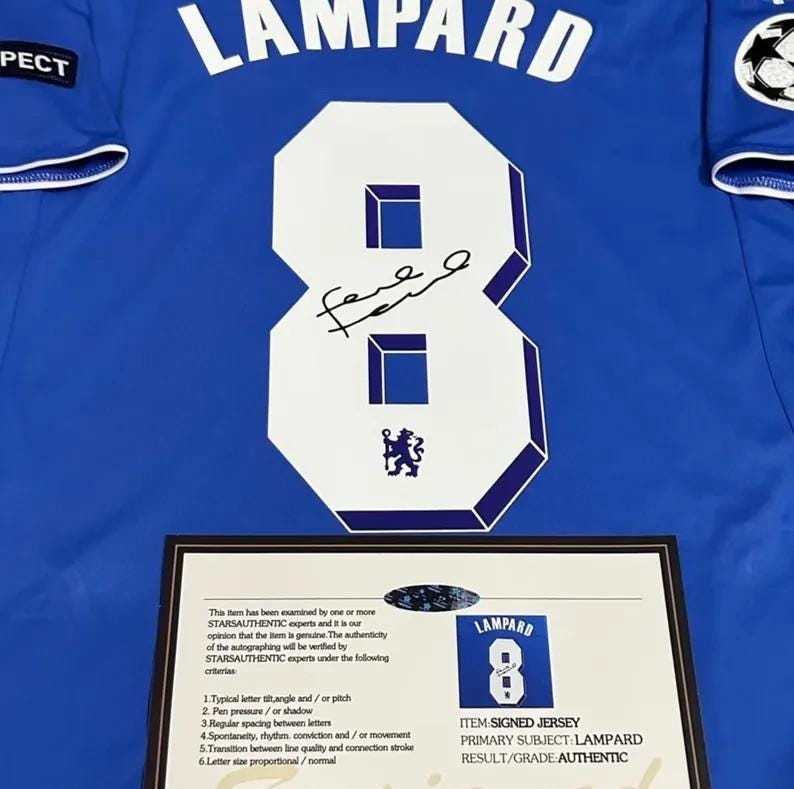 LAMPARD
PECT
8
This item has been examined by one or more
STARSAUTHENTIC experts and it is our
opinion that the item is genuine.The authenticity
of the autographing will be verified by
STARSAUTHENTIC experts under the following
criterias:
1.Typical letter tilt,angle and / or pitch
2. Pen pressure / or shadow
3.Regular spacing between letters
4.Spontaneity, rhythm. conviction and / or movement
5.Transition between line quality and connection stroke
6.Letter size proportional / normal
LAMPARD
8
ITEM:SIGNED JERSEY
PRIMARY SUBJECT:LAMPARD
RESULT/GRADE:AUTHENTIC